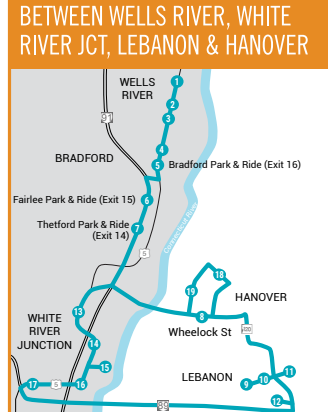 BETWEEN WELLS RIVER, WHITE
RIVER JCT, LEBANON & HANOVER
WELLS
RIVER
1
2
3
91
4
BRADFORD
5
Bradford Park & Ride (Exit 16)
Fairlee Park & Ride (Exit 15)
6
Thetford Park & Ride
(Exit 14)
7
Connecticut River
5
18
19
HANOVER
13
8
WHITE
RIVER
JUNCTION
Wheelock St
120
14
15
LEBANON
11
10
9
17
5
16
12
89